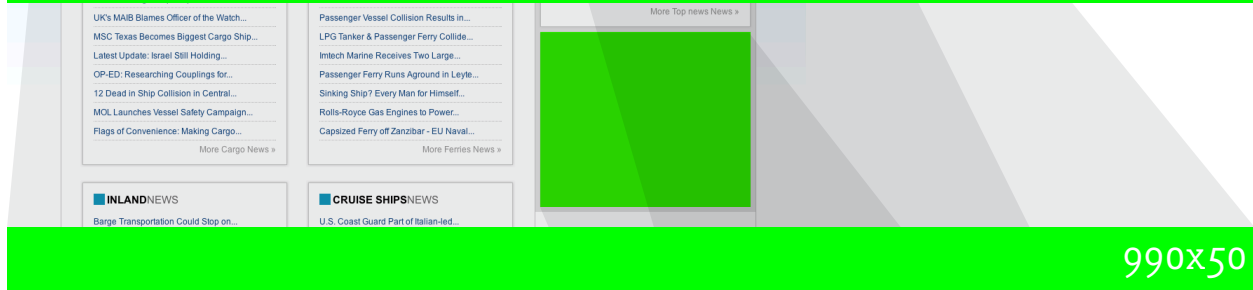 UK's MAIB Blames Officer of the Watch...
MSC Texas Becomes Biggest Cargo Ship...
Latest Update: Israel Still Holding...
OP-ED: Researching Couplings for...
12 Dead in Ship Collision in Central...
MOL Launches Vessel Safety Campaign...
Flags of Convenience: Making Cargo...
More Cargo News »
Passenger Vessel Collision Results in...
LPG Tanker & Passenger Ferry Collide...
Imtech Marine Receives Two Large...
Passenger Ferry Runs Aground in Leyte...
Sinking Ship? Every Man for Himself...
Rolls-Royce Gas Engines to Power...
Capsized Ferry off Zanzibar - EU Naval...
More Ferries News »
More Top news News »
INLANDNEWS
Barge Transportation Could Stop on...
CRUISE SHIPSNEWS
U.S. Coast Guard Part of Italian-led...
990x50